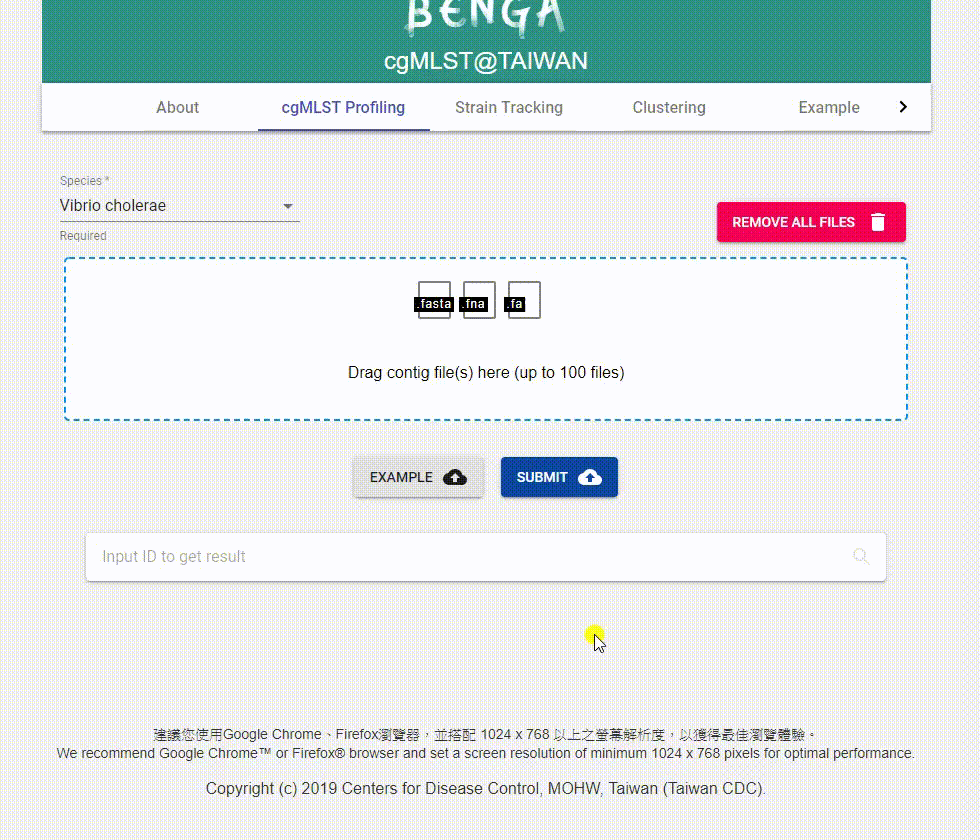 BENGA
cgMLST@TAIWAN
About cgMLST Profiling Strain Tracking Clustering Example
Species *
Vibrio cholerae
Required
REMOVE ALL FILES
.fasta .fna .fa
Drag contig file(s) here (up to 100 files)
EXAMPLE SUBMIT
Input ID to get result
建議您使用Google Chrome、Firefox瀏覽器，並搭配 1024 x 768 以上之螢幕解析度，以獲得最佳瀏覽體驗。
We recommend Google Chrome™ or Firefox® browser and set a screen resolution of minimum 1024 x 768 pixels for optimal performance.
Copyright (c) 2019 Centers for Disease Control, MOHW, Taiwan (Taiwan CDC).